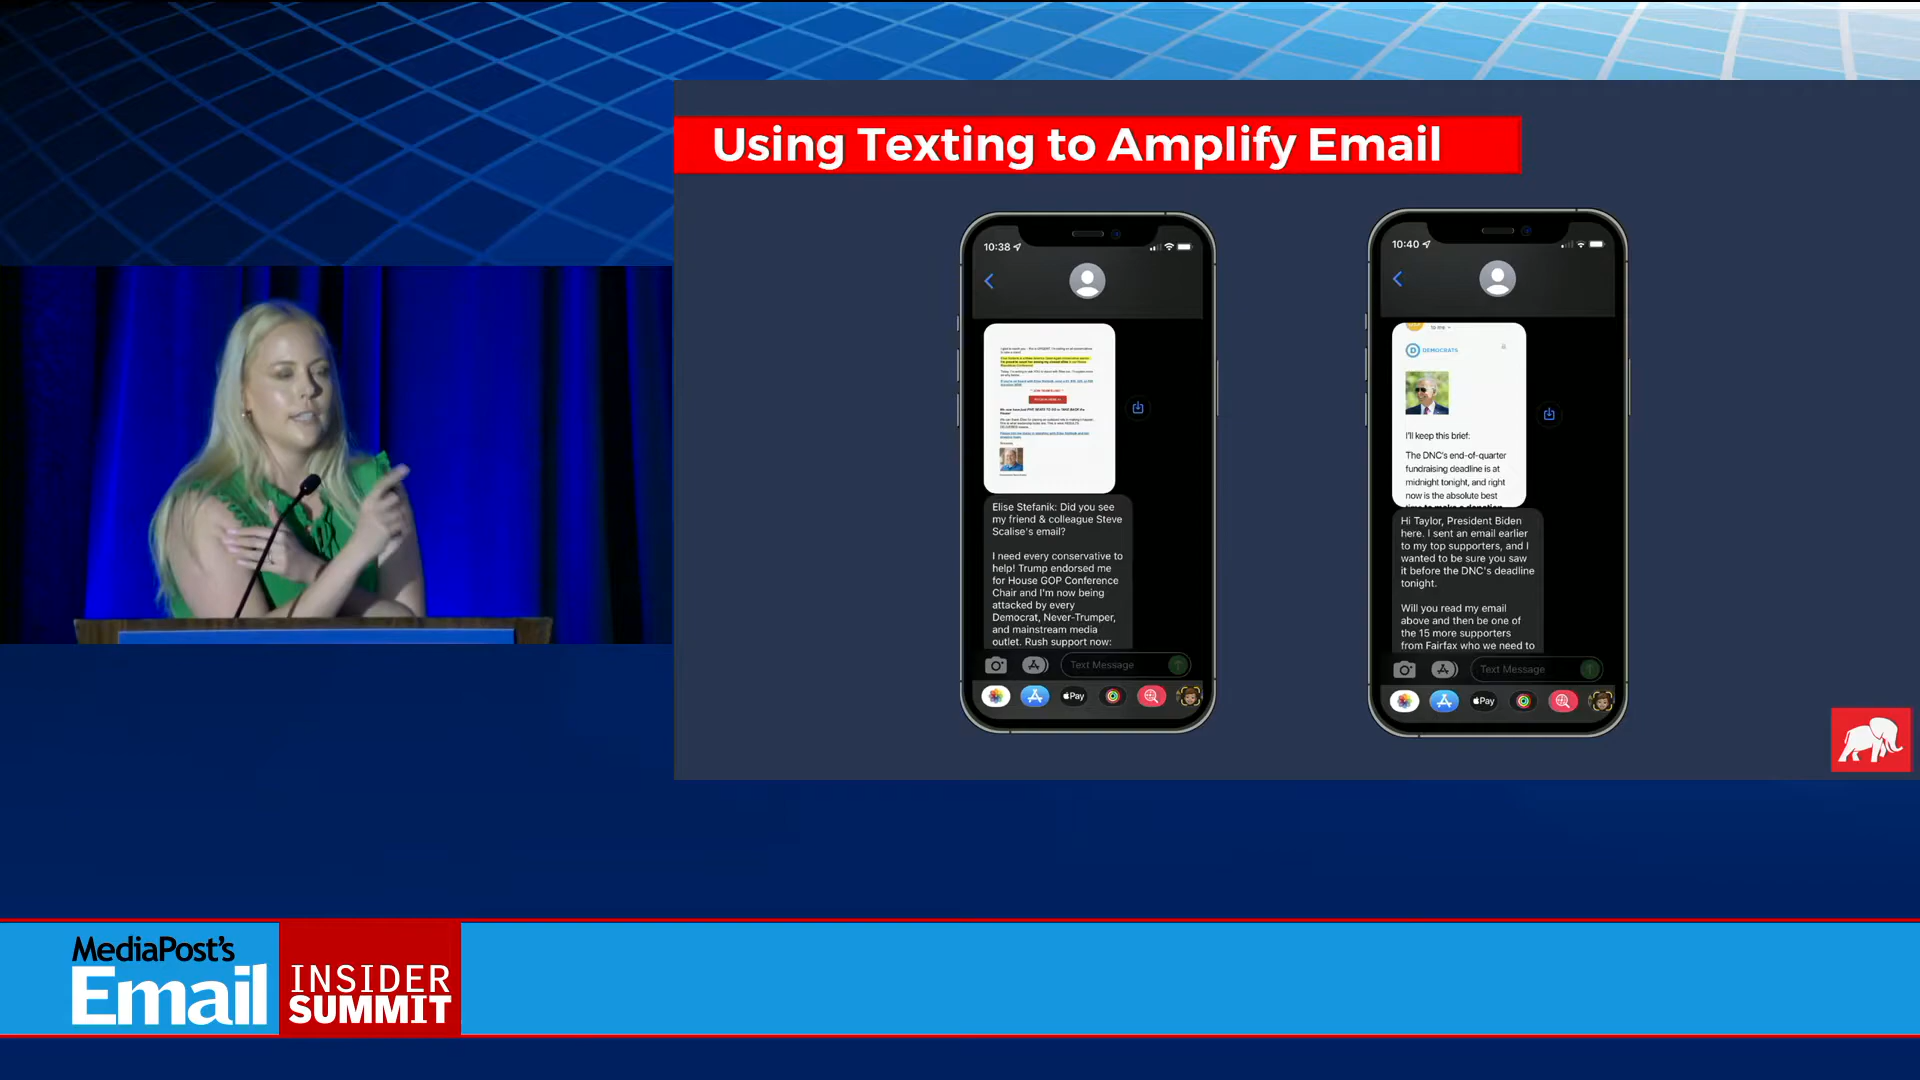 Using Texting to Amplify Email
10:38
Elise Stefanik: Did you see
my friend & colleague Steve
Scalise's email?
I need every conservative to
help! Trump endorsed me
for House GOP Conference
Chair and I'm now being
attacked by every
Democrat, Never-Trumper,
and mainstream media
outlet. Rush support now:
Text Message
Pay
10:40
to me
DEMOCRATS
I'll keep this brief:
The DNC's end-of-quarter
fundraising deadline is at
midnight tonight, and right
now is the absolute best
time to make a donation
Hi Taylor, President Biden
here. I sent an email earlier
to my top supporters, and I
wanted to be sure you saw
it before the DNC's deadline
tonight.
Will you read my email
above and then be one of
the 15 more supporters
from Fairfax who we need to
Text Message
Pay
MediaPost's
Email
INSIDER
SUMMIT